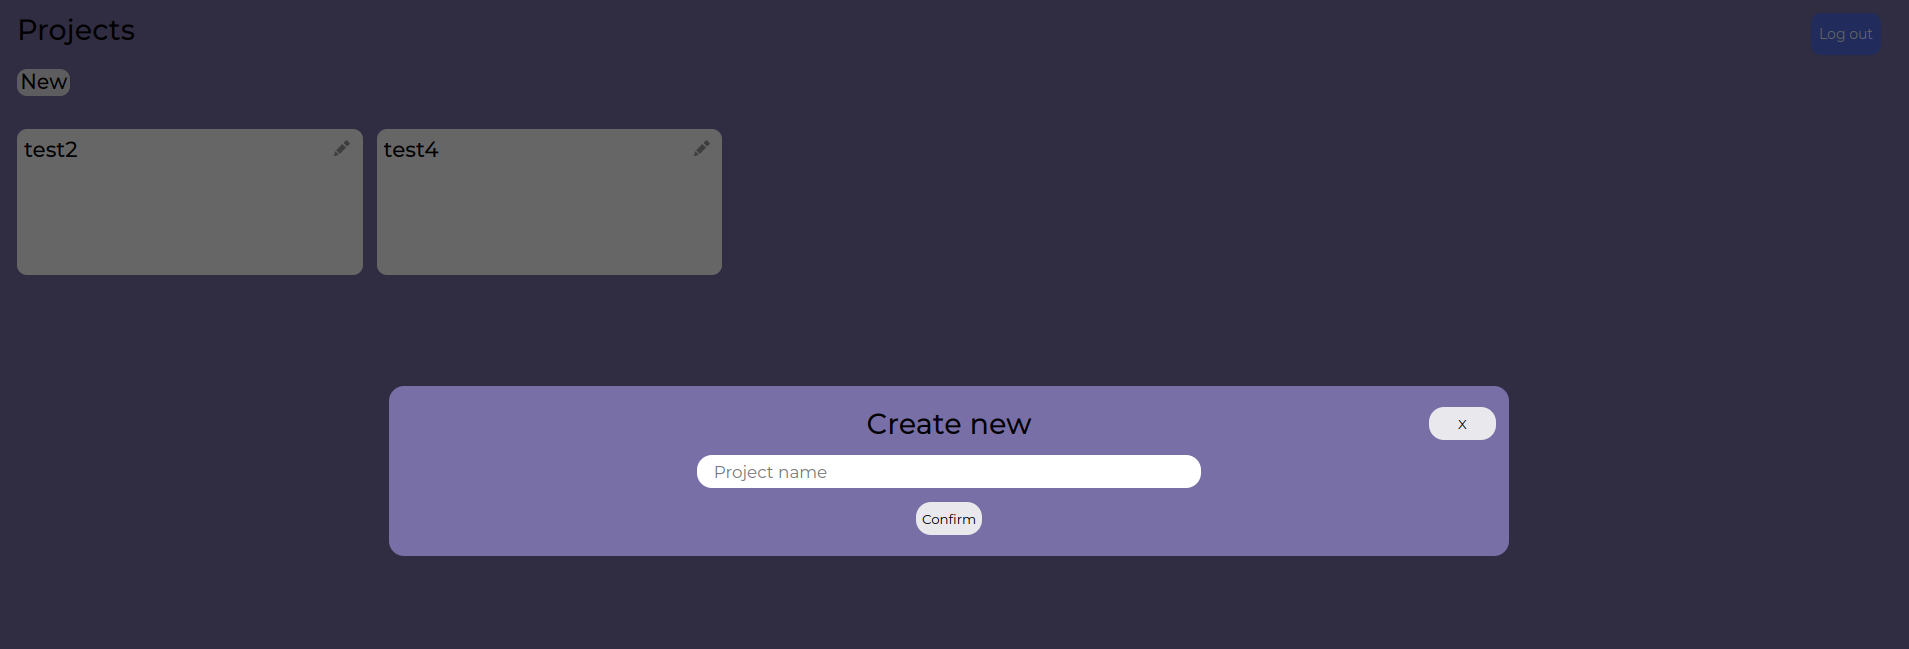 Projects
Log out
New
test2
test4
Create new
X
Project name
Confirm